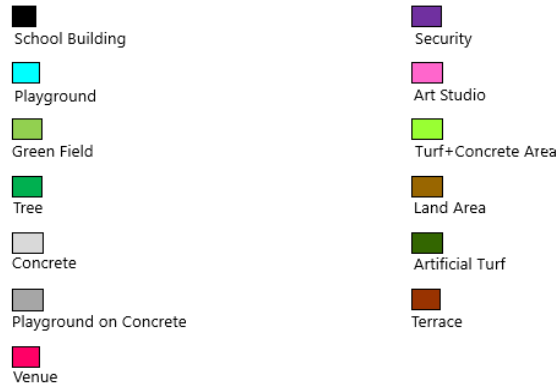 School Building
Playground
Green Field
Tree
Concrete
Playground on Concrete
Venue
Security
Art Studio
Turf+Concrete Area
Land Area
Artificial Turf
Terrace